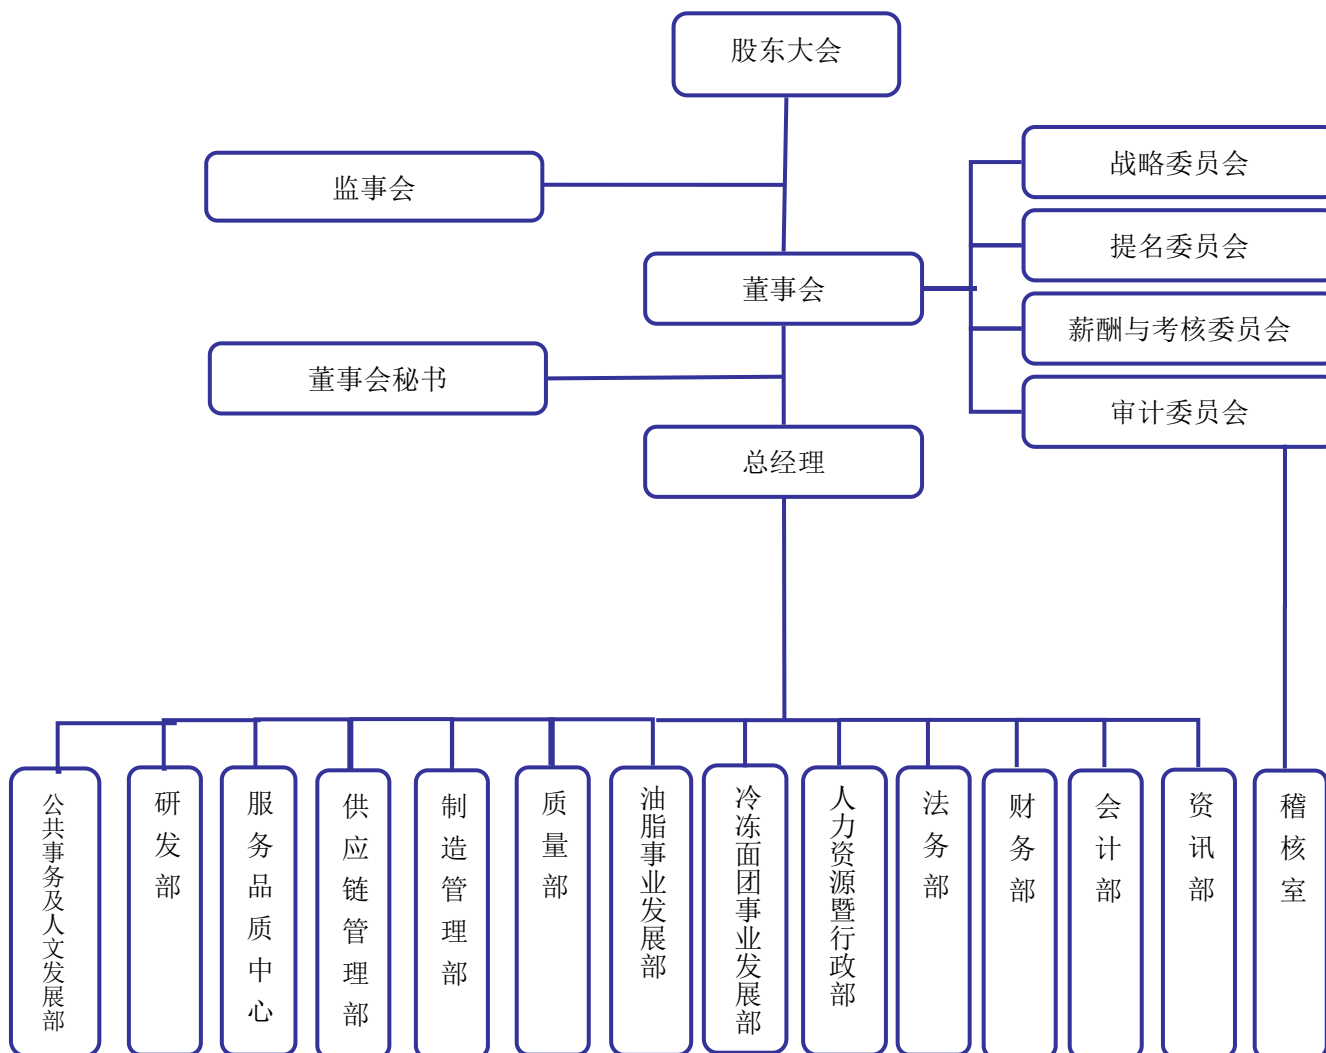 股东大会
战略委员会
监事会
提名委员会
董事会
薪酬与考核委员会
董事会秘书
审计委员会
总经理
公共事务及人文发展部
研发部
服务品质中心
供应链管理部
制造管理部
质量部
油脂事业发展部
冷冻面团事业发展部
人力资源暨行政部
法务部
财务部
会计部
资讯部
稽核室